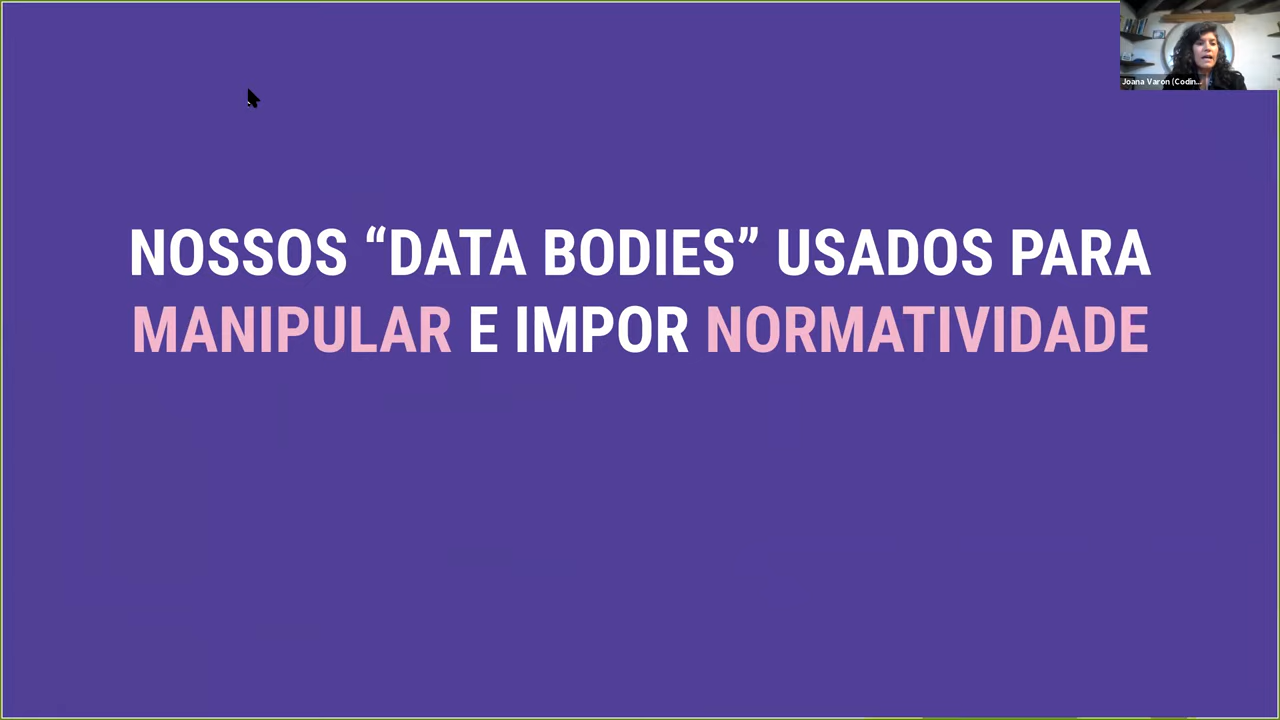 Joana Varon (Codin...
NOSSOS “DATA BODIES” USADOS PARA
MANIPULAR E IMPOR NORMATIVIDADE